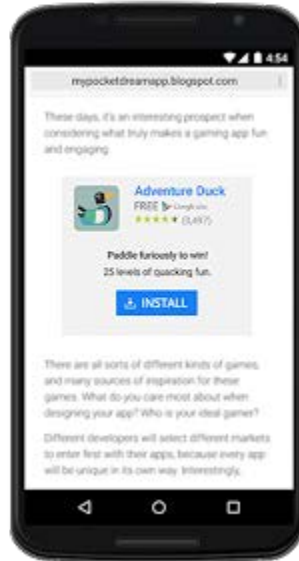 4:54
mypocketdreamapp.blogspot.com
These days, it's an interesting prospect when
considering what truly makes a gaming app fun
and engaging
Adventure Duck
FREE Google play
(3,497)
Paddle furiously to win!
25 levels of quacking fun.
INSTALL
There are all sorts of different kinds of games,
and many sources of inspiration for these
games. What do you care most about when
designing your app? Who is your ideal gamer?
Different developers will select different markets
to enter first with their apps, because every app
will be unique in its own way. Interestingly,